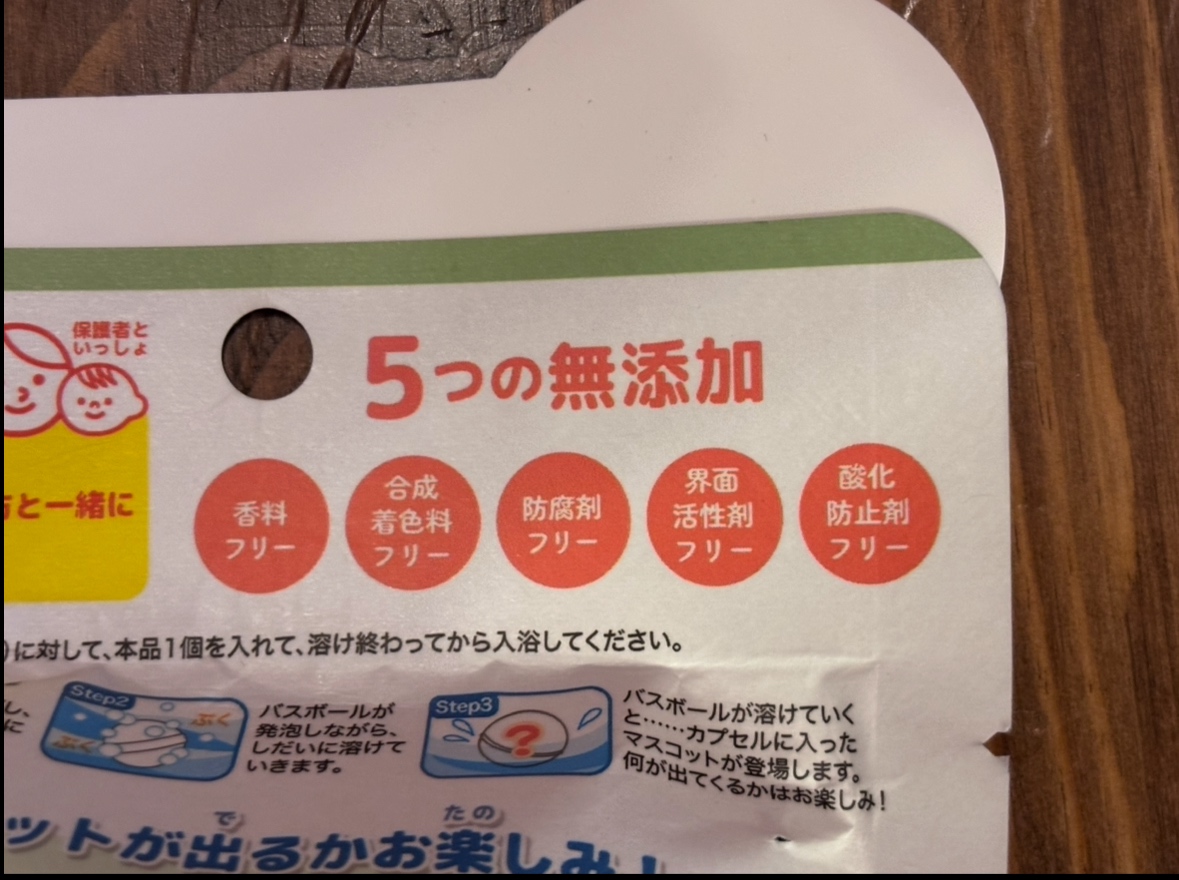 保護者と
いっしょ
と一緒に
5つの無添加
香料
フリー
合成
着色料
フリー
防腐剤
フリー
界面
活性剤
フリー
酸化
防止剤
フリー
に対して、本品1個を入れて、溶け終わってから入浴してください。
し、
に
Step2
ぷく
ぷく
バスボールが
発泡しながら、
しだいに溶けて
いきます。
Step3
?
バスボールが溶けていく
と……カプセルに入った
マスコットが登場します。
何が出てくるかはお楽しみ!
ットが出るかお楽しみ!
で
たの